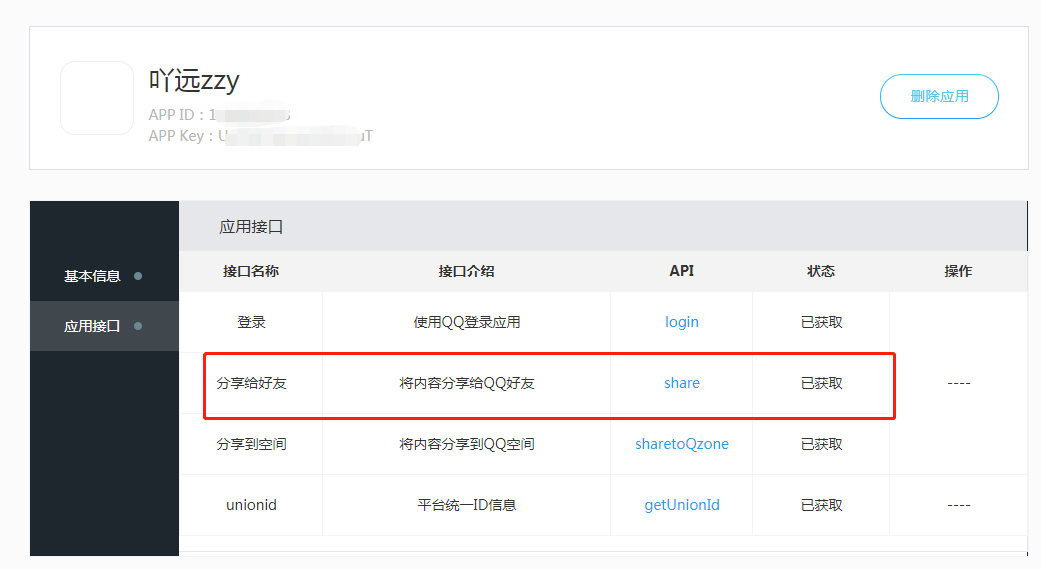 吖远zzy
删除应用
APP ID：1
APP Key：U uT
应用接口
基本信息
应用接口
接口名称 接口介绍 API 状态 操作
登录 使用QQ登录应用 login 已获取
分享给好友 将内容分享给QQ好友 share 已获取 ----
分享到空间 将内容分享到QQ空间 sharetoQzone 已获取
unionid 平台统一ID信息 getUnionId 已获取 ----